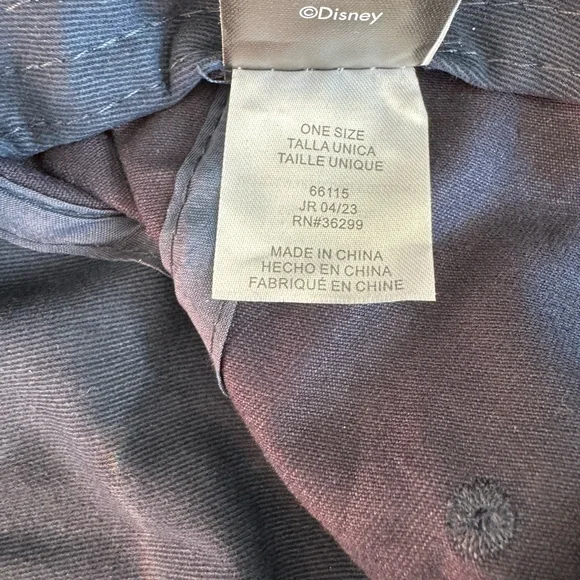 ©Disney
ONE SIZE
TALLA UNICA
TAILLE UNIQUE
66115
JR 04/23
RN#36299
MADE IN CHINA
HECHO EN CHINA
FABRIQUÉ EN CHINE